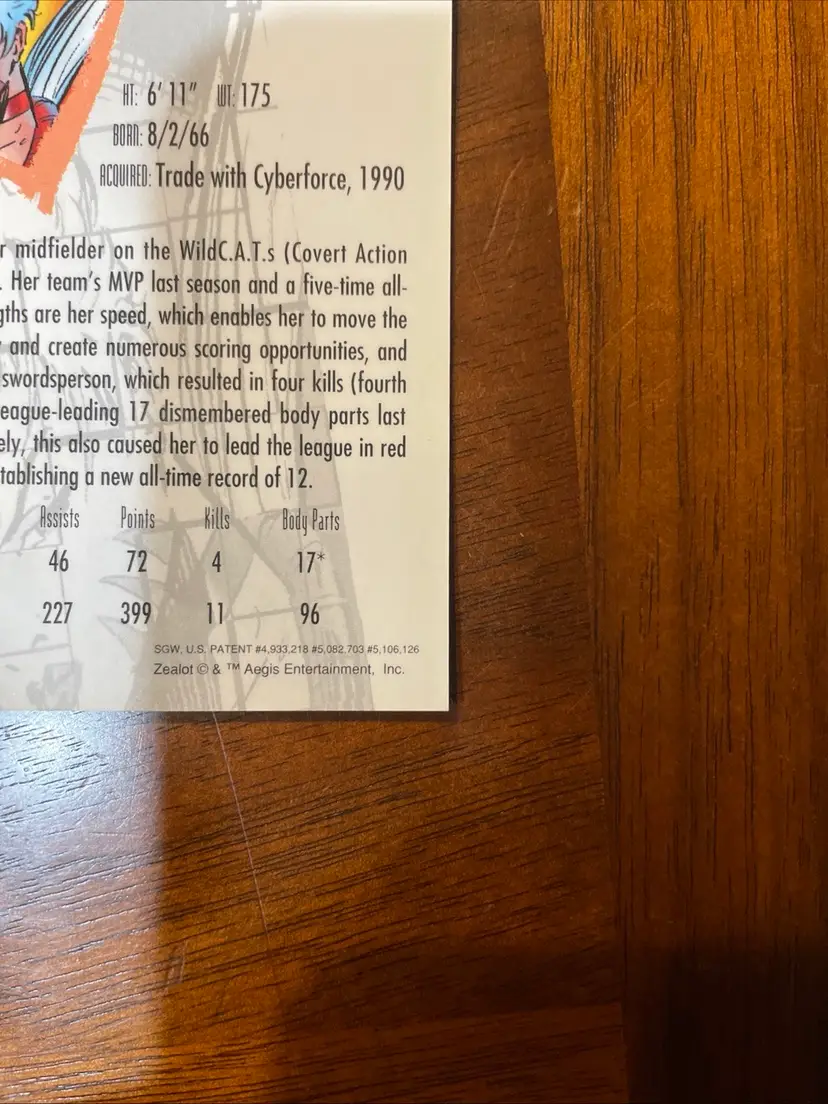 HT: 6' 11" WT: 175
BORN: 8/2/66
ACQUIRED: Trade with Cyberforce, 1990
r midfielder on the WildC.A.T.s (Covert Action
. Her team's MVP last season and a five-time all-
gths are her speed, which enables her to move the
and create numerous scoring opportunities, and
swordsperson, which resulted in four kills (fourth
eague-leading 17 dismembered body parts last
ely, this also caused her to lead the league in red
tablishing a new all-time record of 12.
Assists Points Kills Body Parts
46 72 4 17*
227 399 11 96
SGW, U.S. PATENT #4,933,218 #5,082,703 #5,106,126
Zealot © & ™ Aegis Entertainment, Inc.